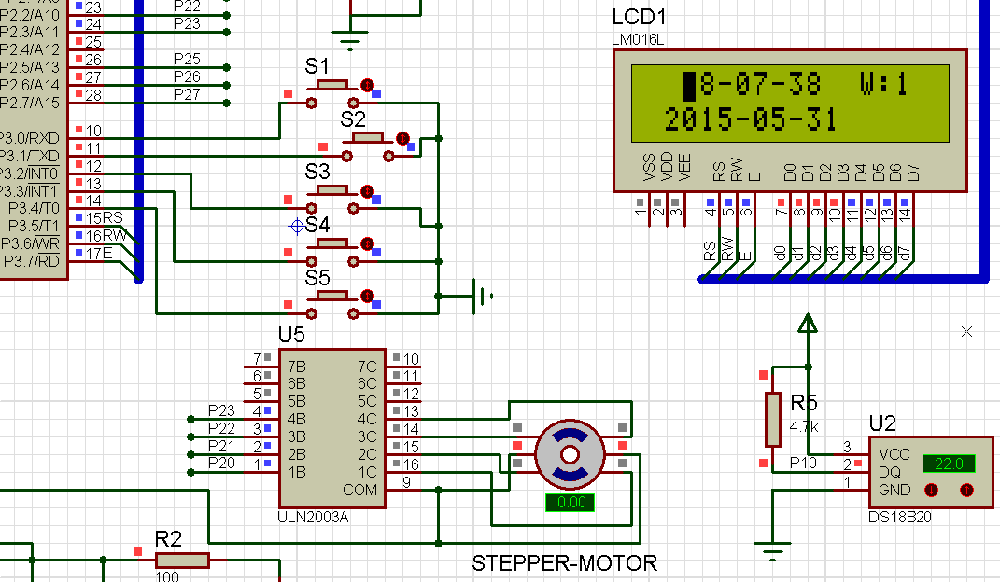 P2.2/A10 23 P22
P2.3/A11 24 P23
P2.4/A12 25
P2.5/A13 26 P25
P2.6/A14 27 P26
P2.7/A15 28 P27
P3.0/RXD 10
P3.1/TXD 11
P3.2/INT0 12
P3.3/INT1 13
P3.4/T0 14
P3.5/T1 15 RS
P3.6/WR 16 RW
P3.7/RD 17 E
S1
S2
S3
S4
S5
LCD1
LM016L
8-07-38 W:1
2015-05-31
VSS VDD VEE RS RW E D0 D1 D2 D3 D4 D5 D6 D7
1 2 3 4 5 6 7 8 9 10 11 12 13 14
RS RW E d0 d1 d2 d3 d4 d5 d6 d7
U5
7 7B 7C 10
6 6B 6C 11
5 5B 5C 12
P23 4 4B 4C 13
P22 3 3B 3C 14
P21 2 2B 2C 15
P20 1 1B 1C 16
COM 9
ULN2003A
0.00
STEPPER-MOTOR
R5
4.7k
U2
3 VCC
P10 2 DQ
1 GND
22.0
DS18B20
R2
100